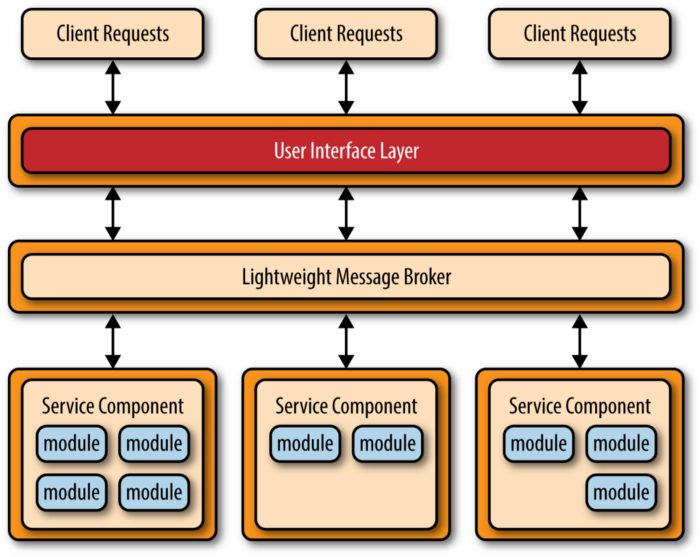 Client Requests
Client Requests
Client Requests
User Interface Layer
Lightweight Message Broker
Service Component
module module
module module
Service Component
module module
Service Component
module module
module